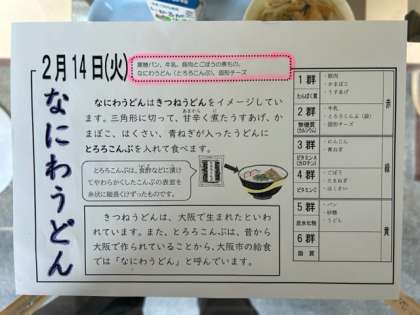 2月14日(火)
黒糖パン、牛乳、豚肉とごぼうの煮もの、
なにわうどん(とろろこんぶ)、固形チーズ
なにわうどん
なにわうどんはきつねうどんをイメージしてい
ます。三角形に切って、甘辛く煮たうすあげ、か
まぼこ、はくさい、青ねぎが入ったうどんに
とろろこんぶを入れて食べます。
とろろこんぶは、食酢などに漬け
てやわらかくしたこんぶの表面を
糸状に細長くけずったものです。
きつねうどんは、大阪で生まれたといわ
れています。また、とろろこんぶは、昔から
大阪で作られていることから、大阪市の給食
では「なにわうどん」と呼んでいます。
1群
たんぱく質
・豚肉
・かまぼこ
・うすあげ
2群
無機質
(カルシウム)
・牛乳
・とろろこんぶ
・固形チーズ
赤
3群
ビタミンA
(カロテン)
・にんじん
・青ねぎ
4群
ビタミンC
・ごぼう
・たまねぎ
・はくさい
緑
5群
炭水化物
・パン
・砂糖
・うどん
6群
脂質
黄